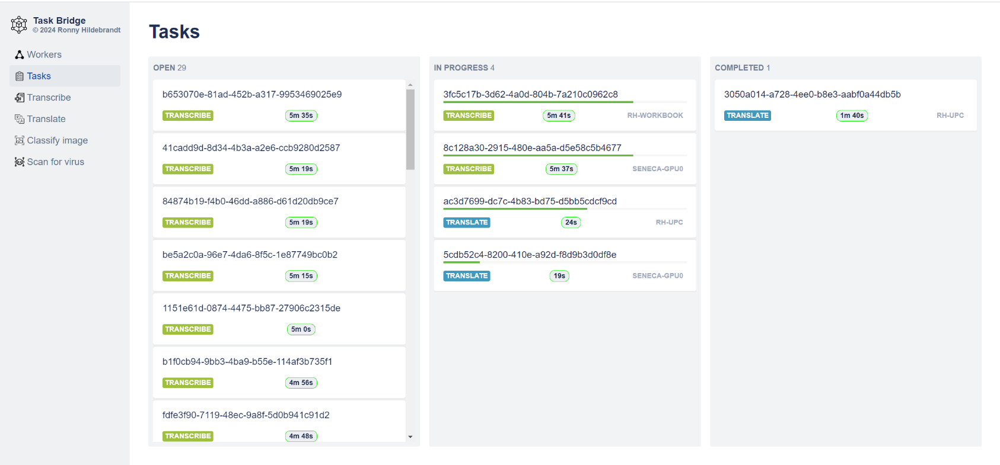 Task Bridge
© 2024 Ronny Hildebrandt
Workers
Tasks
Transcribe
Translate
Classify image
Scan for virus
Tasks
OPEN 29
b653070e-81ad-452b-a317-9953469025e9
TRANSCRIBE 5m 35s
41cadd9d-8d34-4b3a-a2e6-ccb9280d2587
TRANSCRIBE 5m 19s
84874b19-f4b0-46dd-a886-d61d20db9ce7
TRANSCRIBE 5m 19s
be5a2c0a-96e7-4da6-8f5c-1e87749bc0b2
TRANSCRIBE 5m 15s
1151e61d-0874-4475-bb87-27906c2315de
TRANSCRIBE 5m 0s
b1f0cb94-9bb3-4ba9-b55e-114af3b735f1
TRANSCRIBE 4m 56s
fdfe3f90-7119-48ec-9a8f-5d0b941c91d2
TRANSCRIBE 4m 48s
IN PROGRESS 4
3fc5c17b-3d62-4a0d-804b-7a210c0962c8
TRANSCRIBE 5m 41s RH-WORKBOOK
8c128a30-2915-480e-aa5a-d5e58c5b4677
TRANSCRIBE 5m 37s SENECA-GPU0
ac3d7699-dc7c-4b83-bd75-d5bb5cdcf9cd
TRANSLATE 24s RH-UPC
5cdb52c4-8200-410e-a92d-f8d9b3d0df8e
TRANSLATE 19s SENECA-GPU0
COMPLETED 1
3050a014-a728-4ee0-b8e3-aabf0a44db5b
TRANSLATE 1m 40s RH-UPC